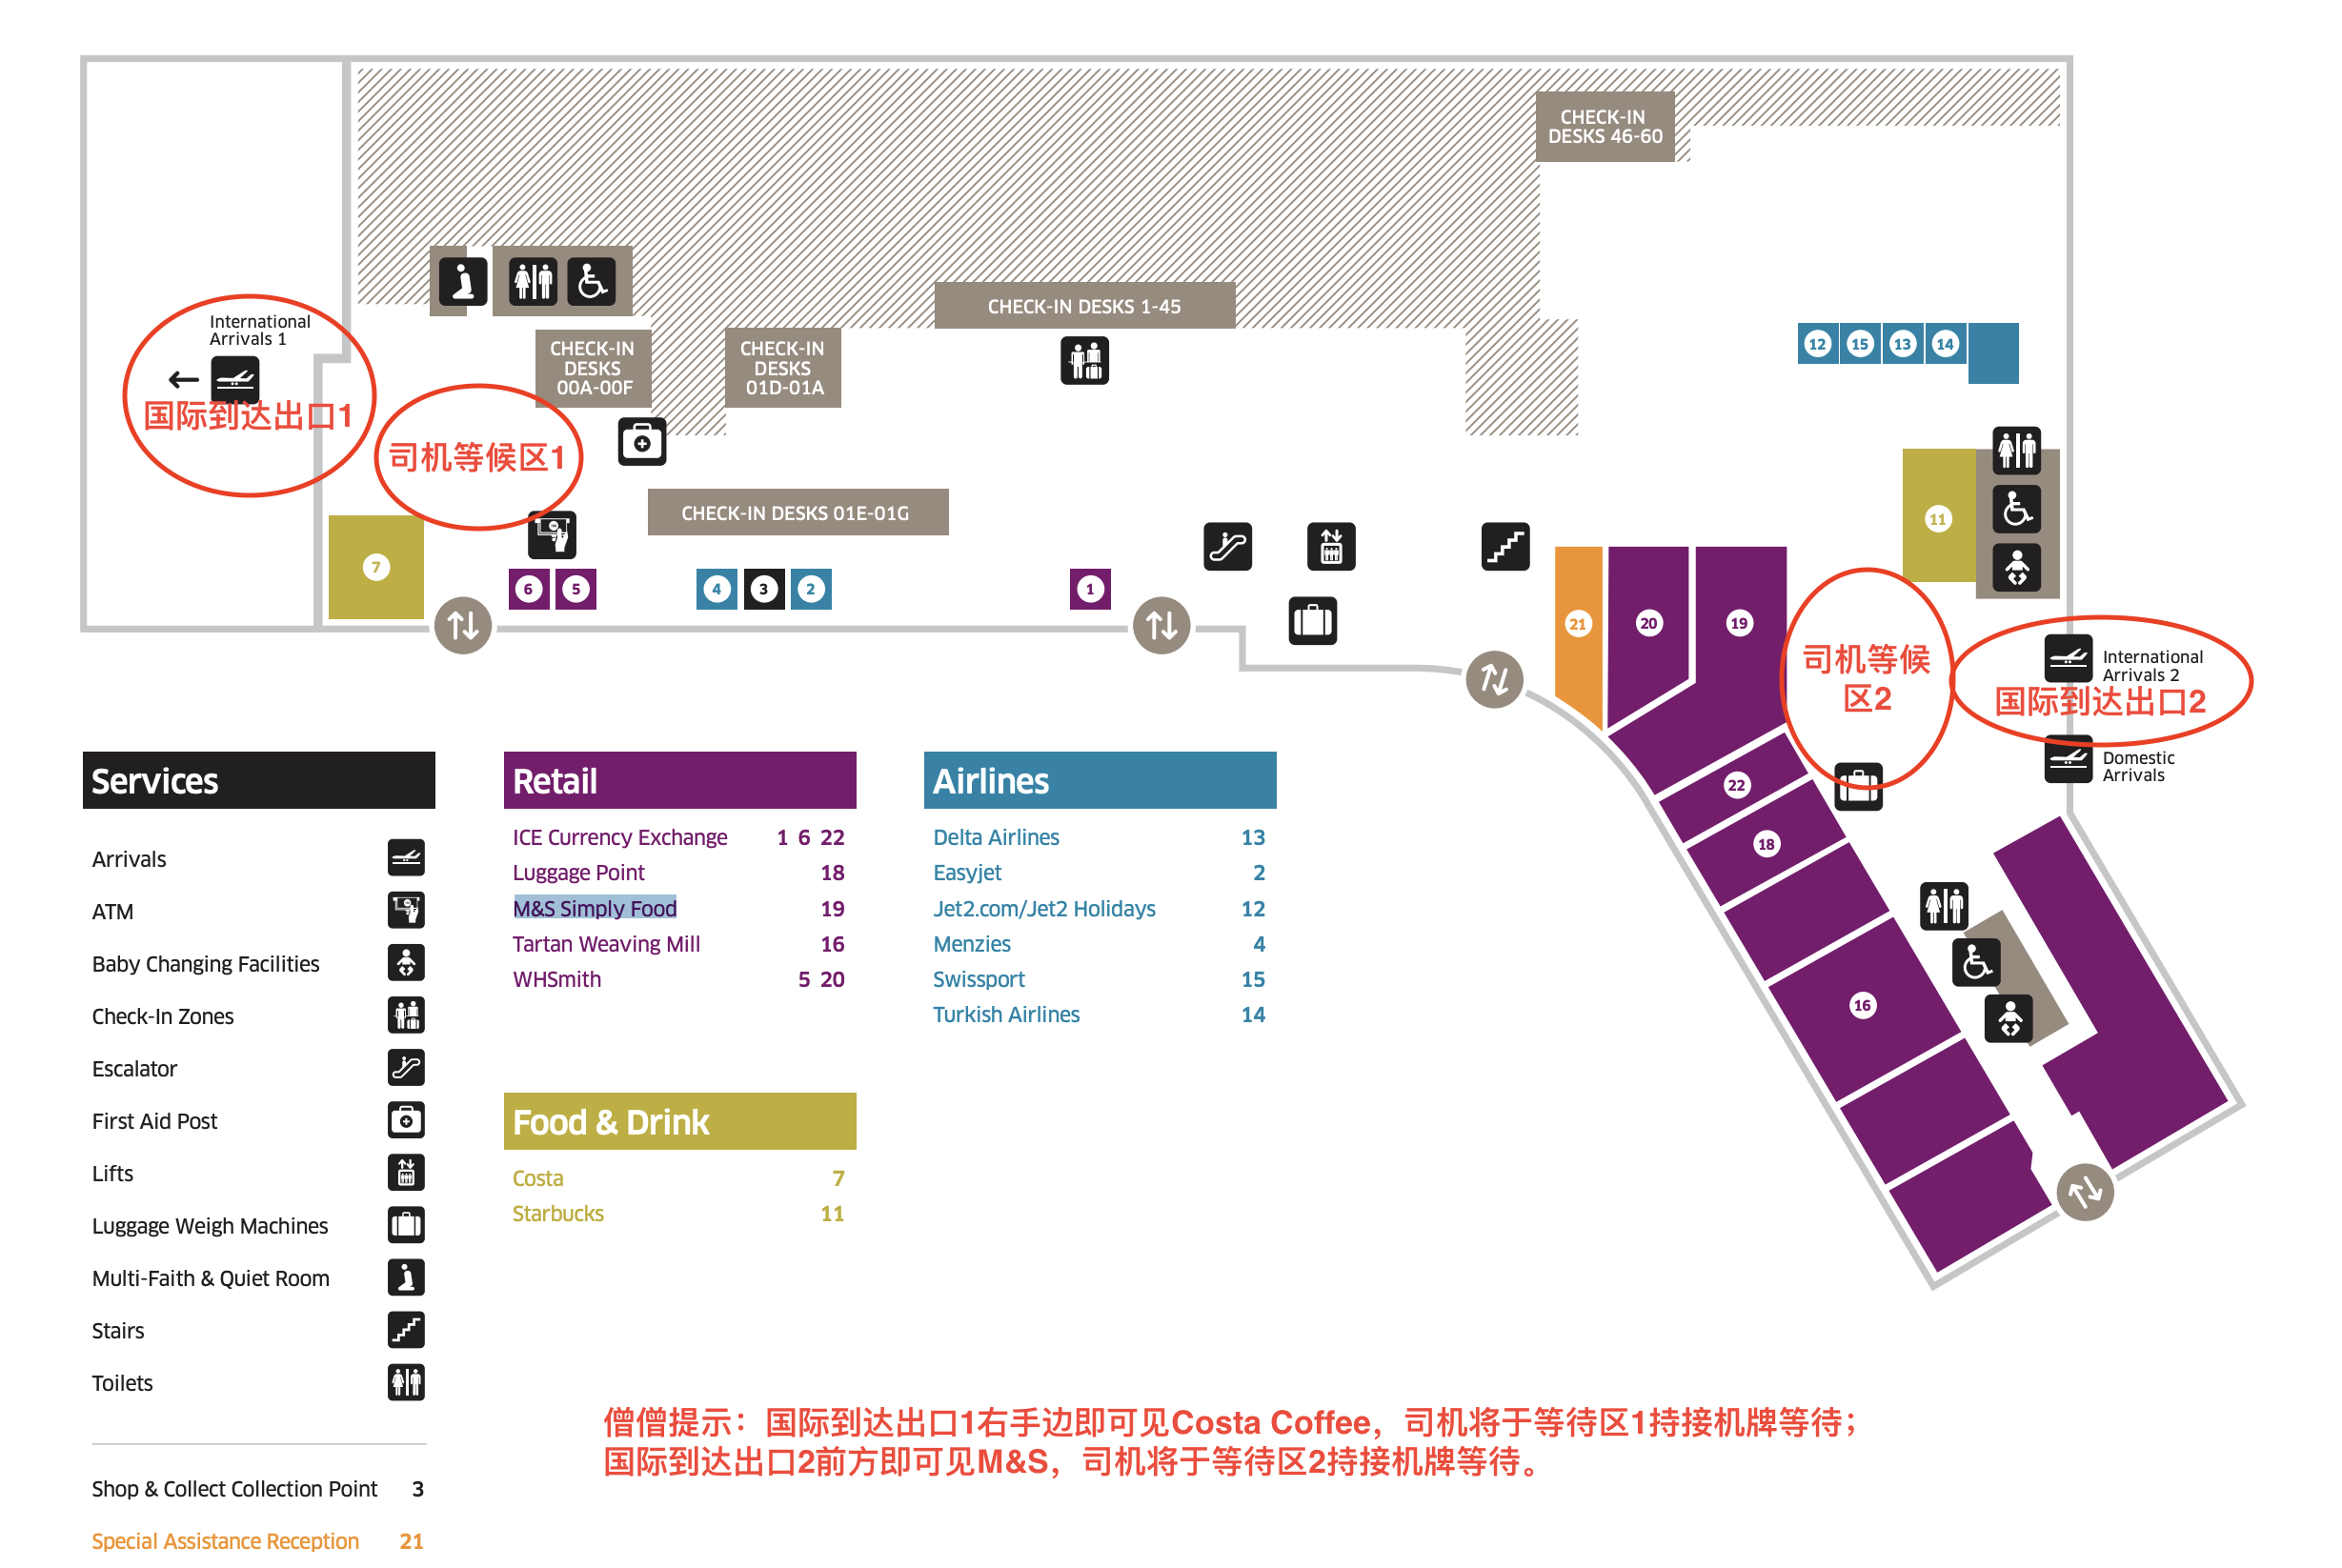 CHECK-IN
DESKS 46-60
International
Arrivals 1
国际到达出口1
司机等候区1
CHECK-IN
DESKS
00A-00F
CHECK-IN
DESKS
01D-01A
CHECK-IN DESKS 1-45
12 15 13 14
CHECK-IN DESKS 01E-01G
7
6 5
4 3 2
1
21
20
19
11
司机等候
区2
International
Arrivals 2
国际到达出口2
Domestic
Arrivals
22
18
16
Services
Arrivals
ATM
Baby Changing Facilities
Check-In Zones
Escalator
First Aid Post
Lifts
Luggage Weigh Machines
Multi-Faith & Quiet Room
Stairs
Toilets
Shop & Collect Collection Point 3
Special Assistance Reception 21
Retail
ICE Currency Exchange 1 6 22
Luggage Point 18
M&S Simply Food 19
Tartan Weaving Mill 16
WHSmith 5 20
Food & Drink
Costa 7
Starbucks 11
Airlines
Delta Airlines 13
Easyjet 2
Jet2.com/Jet2 Holidays 12
Menzies 4
Swissport 15
Turkish Airlines 14
僧僧提示：国际到达出口1右手边即可见Costa Coffee，司机将于等待区1持接机牌等待；
国际到达出口2前方即可见M&S，司机将于等待区2持接机牌等待。